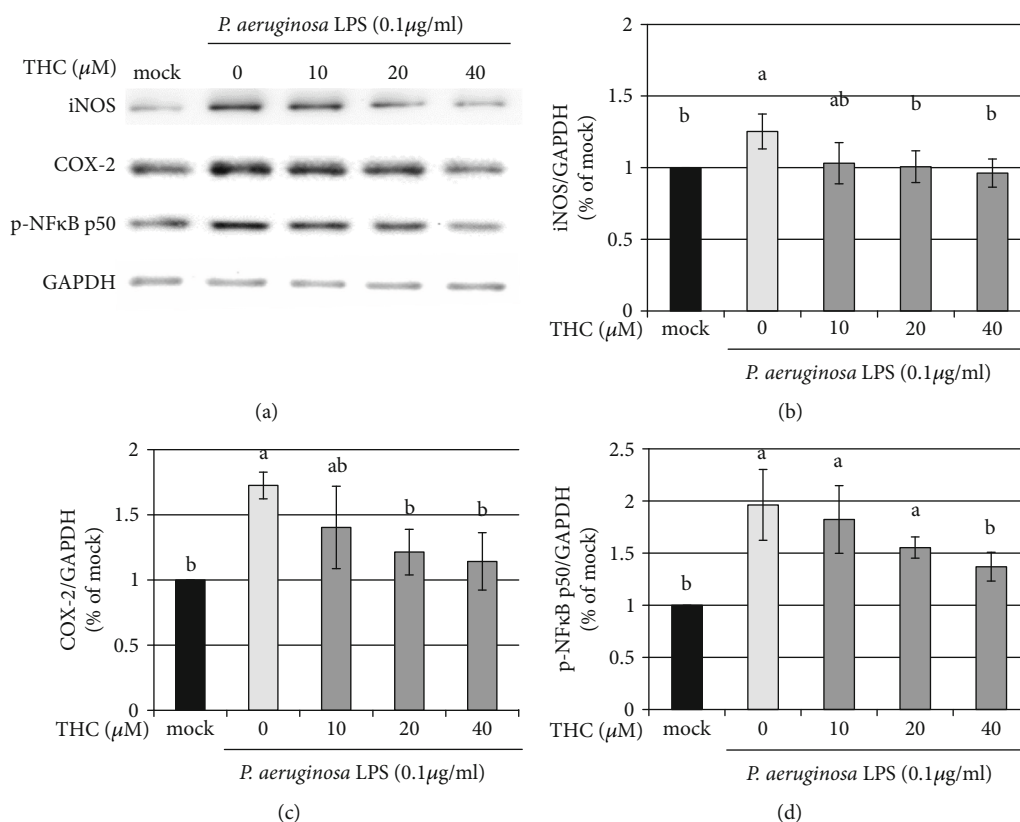 P. aeruginosa LPS (0.1µg/ml)
THC (µM) mock 0 10 20 40
iNOS
COX-2
p-NFκB p50
GAPDH
(a)
iNOS/GAPDH
(% of mock)
2
1.5
1
0.5
0
b a ab b b
THC (µM) mock 0 10 20 40
P. aeruginosa LPS (0.1µg/ml)
(b)
COX-2/GAPDH
(% of mock)
2
1.5
1
0.5
0
b a ab b b
THC (µM) mock 0 10 20 40
P. aeruginosa LPS (0.1µg/ml)
(c)
p-NFκB p50/GAPDH
(% of mock)
2.5
2
1.5
1
0.5
0
b a a a b
THC (µM) mock 0 10 20 40
P. aeruginosa LPS (0.1µg/ml)
(d)